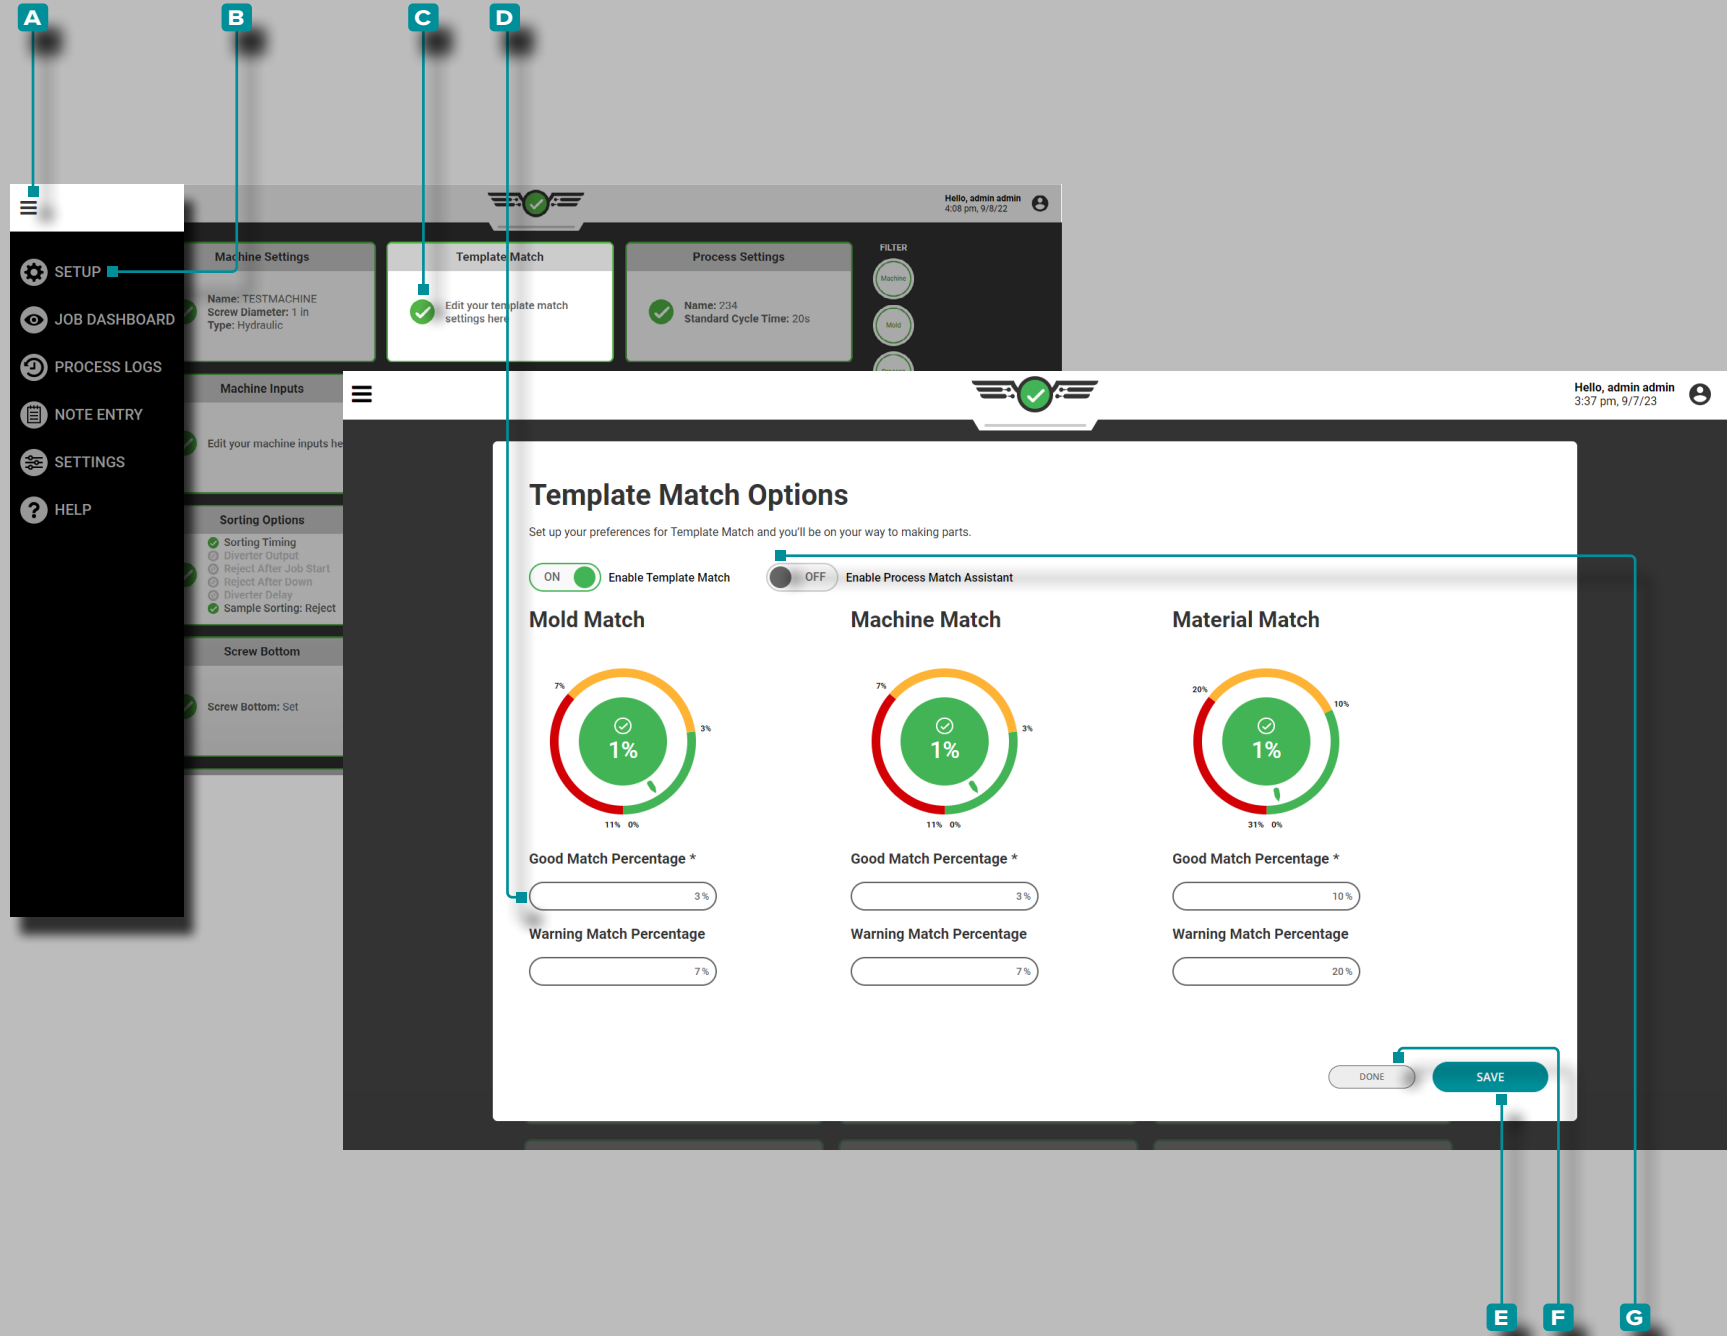 A
B
C
D
Hello, admin admin
4:08 pm, 9/8/22
SETUP
JOB DASHBOARD
PROCESS LOGS
NOTE ENTRY
SETTINGS
HELP
Machine Settings
Name: TESTMACHINE
Screw Diameter: 1 in
Type: Hydraulic
Template Match
Edit your template match
settings here
Process Settings
Name: 234
Standard Cycle Time: 20s
FILTER
Machine
Mold
Machine Inputs
Edit your machine inputs he
Sorting Options
Sorting Timing
Diverter Output
Reject After Job Start
Reject After Down
Diverter Delay
Sample Sorting: Reject
Screw Bottom
Screw Bottom: Set
Hello, admin admin
3:37 pm, 9/7/23
Template Match Options
Set up your preferences for Template Match and you'll be on your way to making parts.
ON
Enable Template Match
OFF
Enable Process Match Assistant
Mold Match
7%
3%
1%
11% 0%
Good Match Percentage *
3%
Warning Match Percentage
7%
Machine Match
7%
3%
1%
11% 0%
Good Match Percentage *
3%
Warning Match Percentage
7%
Material Match
20%
10%
1%
31% 0%
Good Match Percentage *
10%
Warning Match Percentage
20%
DONE
SAVE
E
F
G